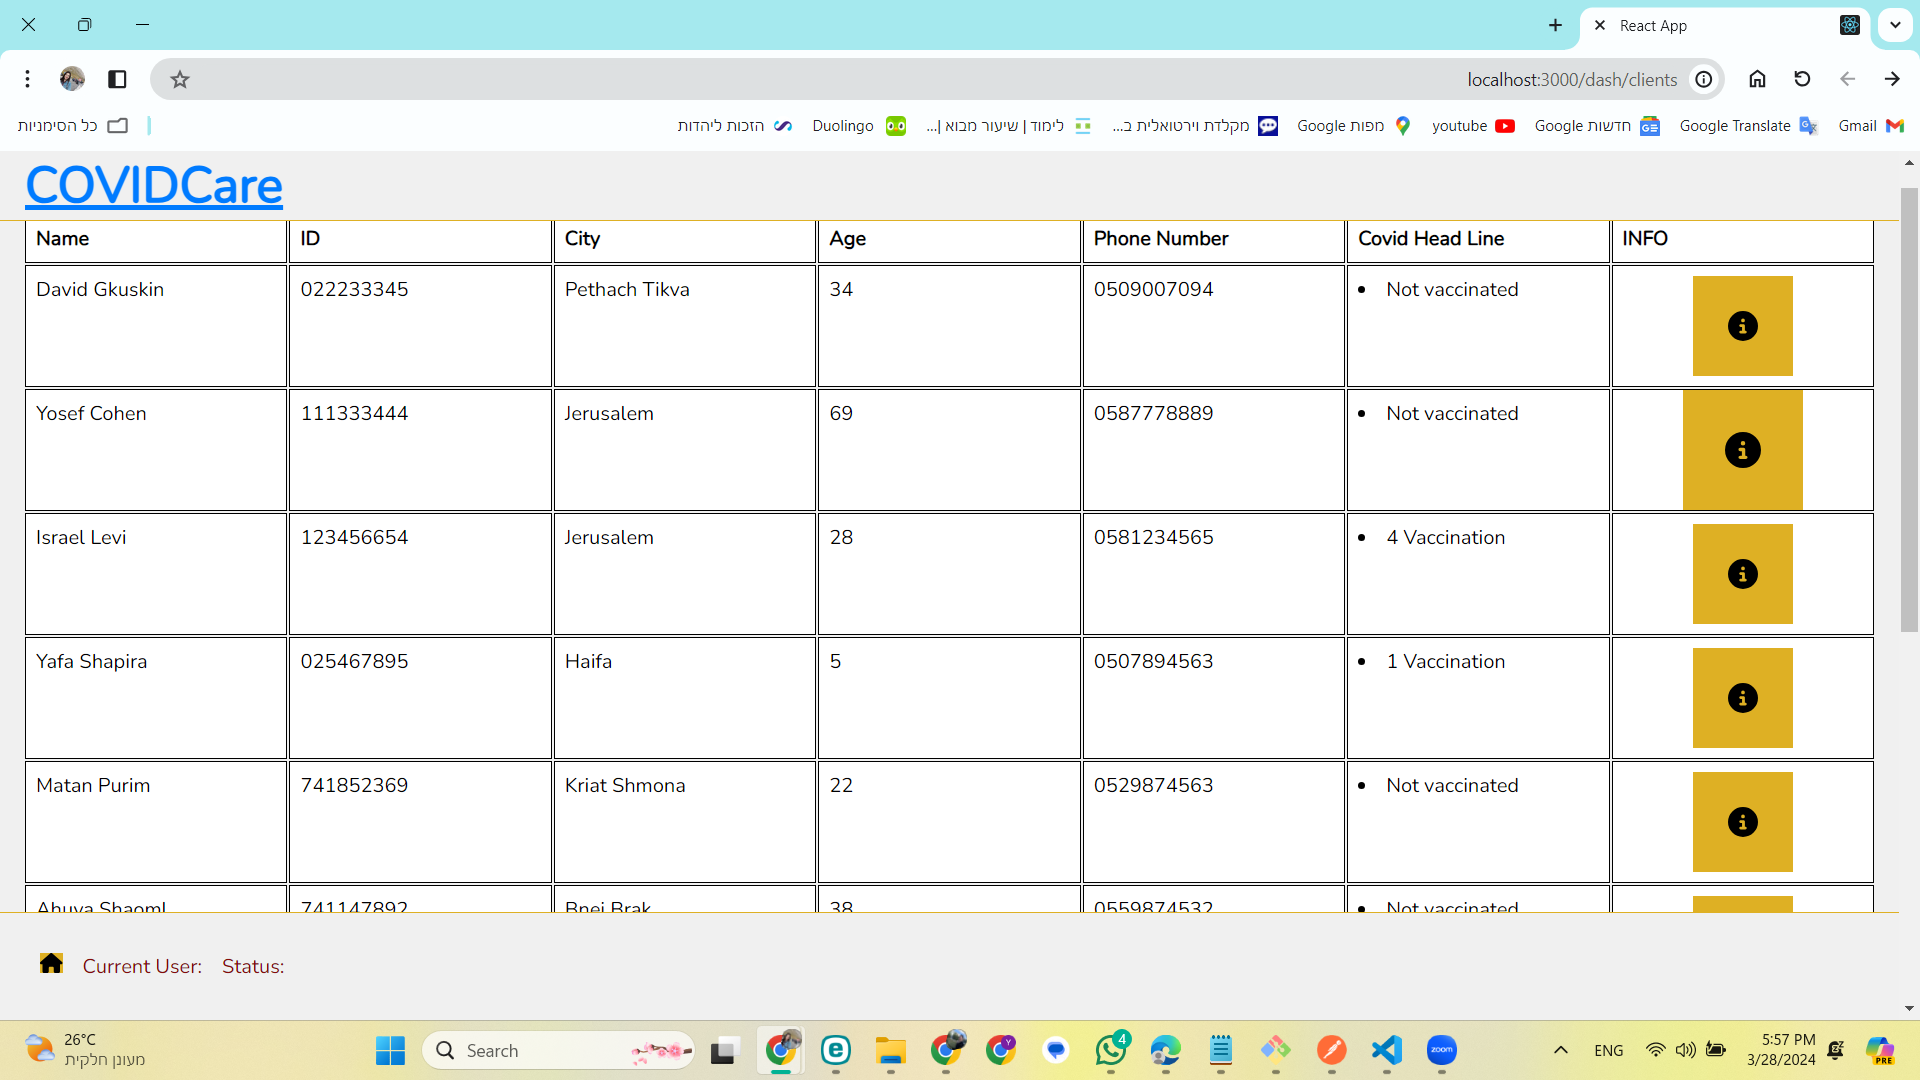 React App
localhost:3000/dash/clients
כל הסימניות
הזכות ליהדות
Duolingo
לימוד | שיעור מבוא |...
מקלדת וירטואלית ב...
מפות Google
youtube
חדשות Google
Google Translate
Gmail
COVIDCare
Name ID City Age Phone Number Covid Head Line INFO
David Gkuskin 022233345 Pethach Tikva 34 0509007094 • Not vaccinated
Yosef Cohen 111333444 Jerusalem 69 0587778889 • Not vaccinated
Israel Levi 123456654 Jerusalem 28 0581234565 • 4 Vaccination
Yafa Shapira 025467895 Haifa 5 0507894563 • 1 Vaccination
Matan Purim 741852369 Kriat Shmona 22 0529874563 • Not vaccinated
Ahuva Shaoml 741147892 Bnei Brak 38 0559874532 • Not vaccinated
Current User: Status:
26°C
מעונן חלקית
Search
Y
4
zoom
ENG
5:57 PM
3/28/2024
PRE